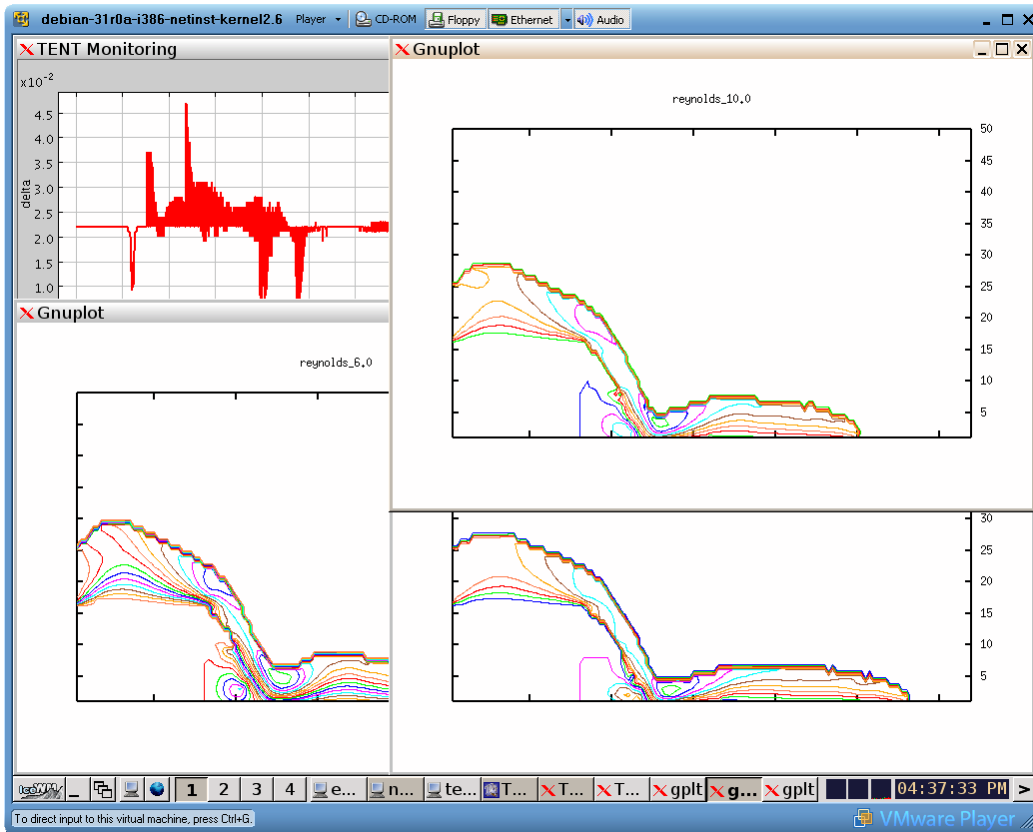 debian-31r0a-i386-netinst-kernel2.6 Player CD-ROM Floppy Ethernet Audio
TENT Monitoring
x10-2
4.5
4.0
3.5
3.0
2.5
2.0
1.5
1.0
delta
Gnuplot
reynolds_10.0
50
45
40
35
30
25
20
15
10
5
Gnuplot
reynolds_6.0
30
25
20
15
10
5
IceWM 1 2 3 4 e... n... te... T... T... T... gplt g... gplt 04:37:33 PM >
To direct input to this virtual machine, press Ctrl+G.
VMware Player